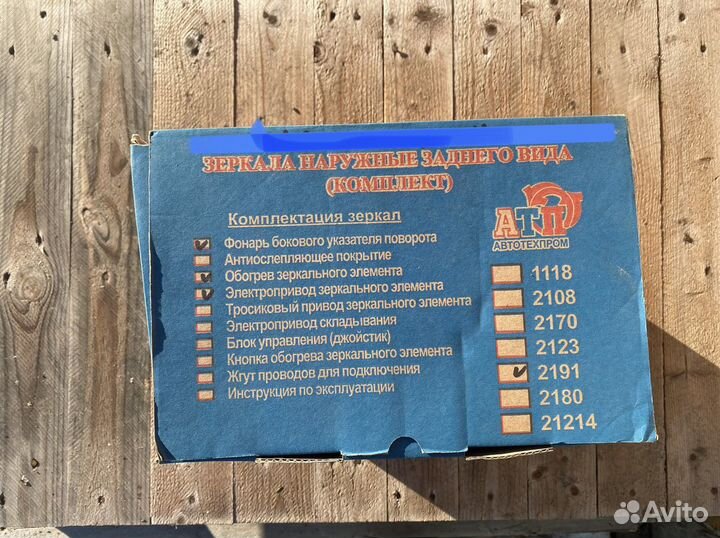 ЗЕРКАЛА НАРУЖНЫЕ ЗАДНЕГО ВИДА
(КОМПЛЕКТ)
Комплектация зеркал
Фонарь бокового указателя поворота
Антиослепляющее покрытие
Обогрев зеркального элемента
Электропривод зеркального элемента
Тросиковый привод зеркального элемента
Электропривод складывания
Блок управления (джойстик)
Кнопка обогрева зеркального элемента
Жгут проводов для подключения
Инструкция по эксплуатации
АТП
АВТОТЕХПРОМ
1118
2108
2170
2123
2191
2180
21214
Avito